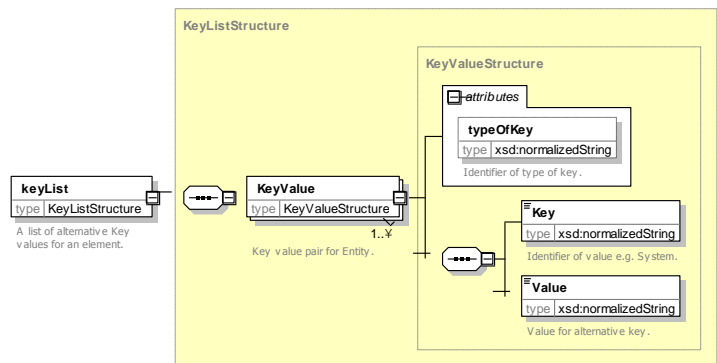 KeyListStructure
KeyValueStructure
attributes
typeOfKey
type xsd:normalizedString
Identifier of type of key.
keyList
type KeyListStructure
A list of alternative Key
values for an element.
KeyValue
type KeyValueStructure
1..¥
Key value pair for Entity.
Key
type xsd:normalizedString
Identifier of value e.g. System.
Value
type xsd:normalizedString
Value for alternative key.